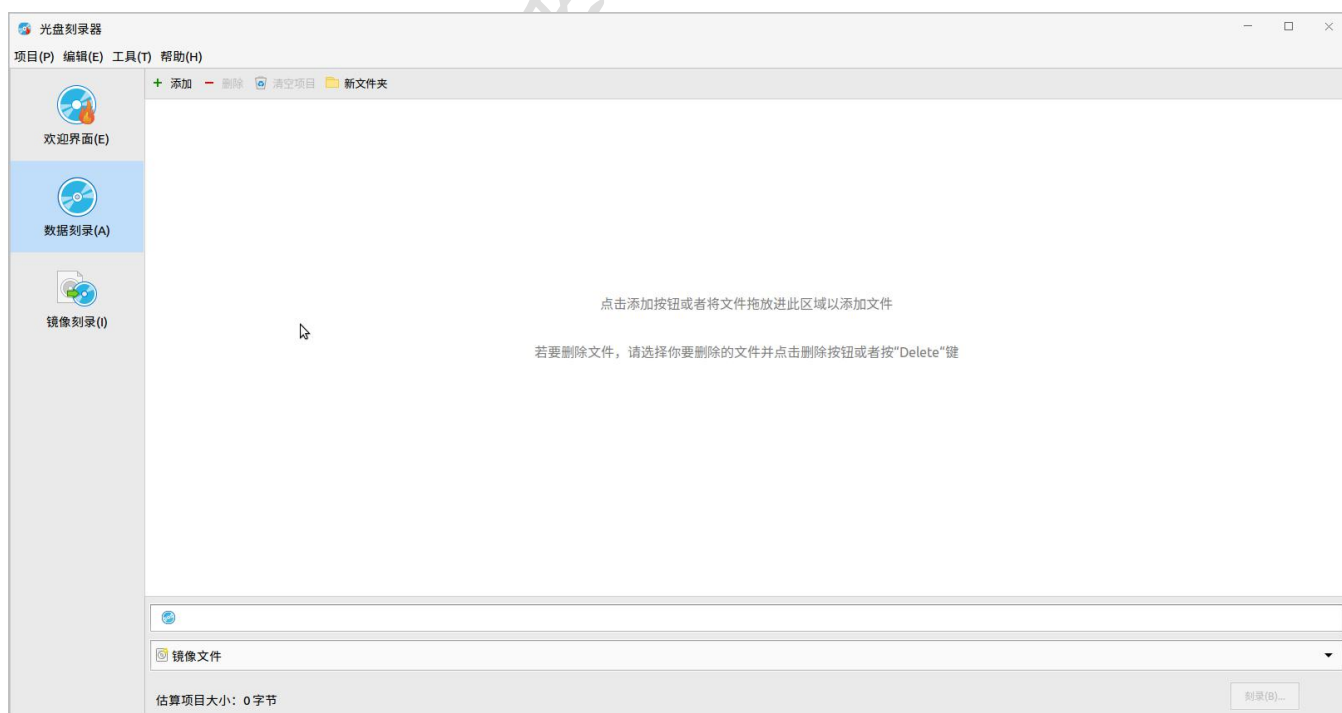 光盘刻录器
项目(P) 编辑(E) 工具(T) 帮助(H)
添加 删除 清空项目 新文件夹
欢迎界面(E)
数据刻录(A)
镜像刻录(I)
点击添加按钮或者将文件拖放进此区域以添加文件
若要删除文件，请选择你要删除的文件并点击删除按钮或者按"Delete"键
镜像文件
估算项目大小：0 字节
刻录(B)...